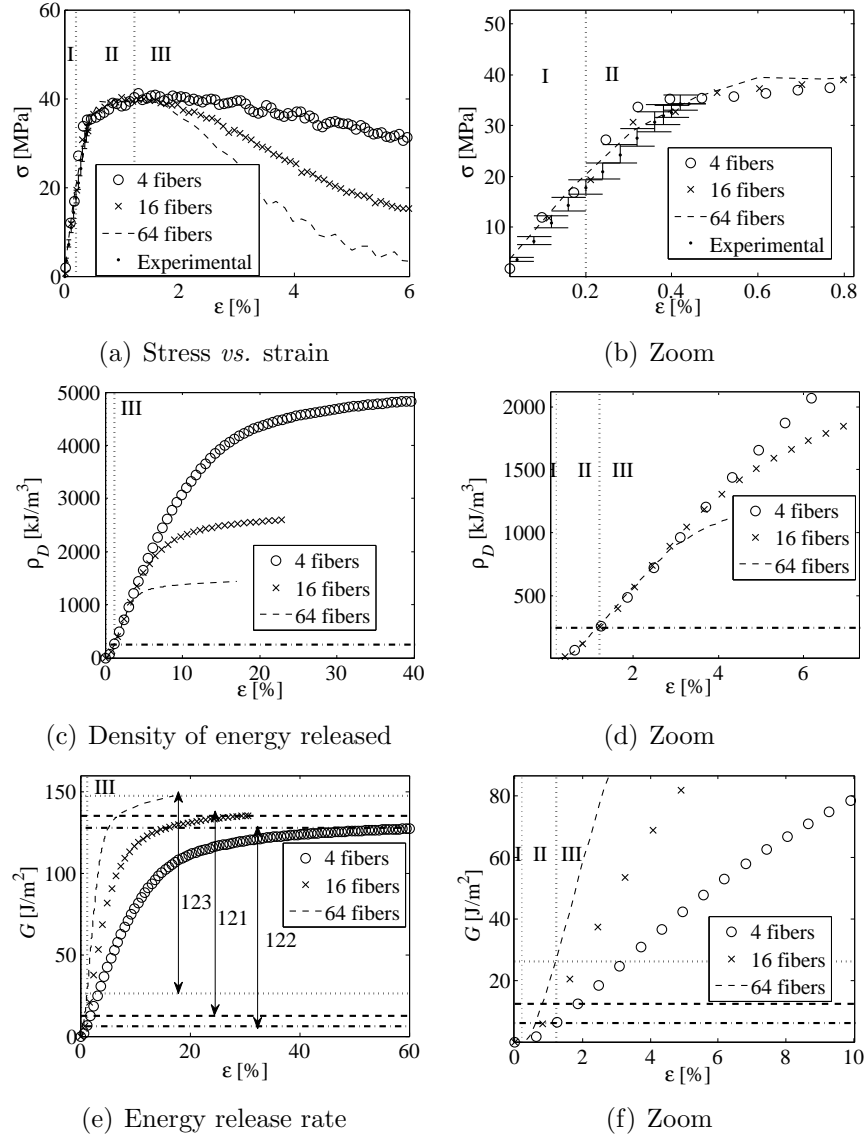 60
40
20
0
0
2
4
6
σ [MPa]
ε [%]
I
II
III
4 fibers
16 fibers
64 fibers
Experimental
(a) Stress vs. strain
50
40
30
20
10
0.2
0.4
0.6
0.8
σ [MPa]
ε [%]
I
II
4 fibers
16 fibers
64 fibers
Experimental
(b) Zoom
5000
4000
3000
2000
1000
0
0
10
20
30
40
ρD [kJ/m3]
ε [%]
III
4 fibers
16 fibers
64 fibers
(c) Density of energy released
2000
1500
1000
500
2
4
6
ρD [kJ/m3]
ε [%]
I
II
III
4 fibers
16 fibers
64 fibers
(d) Zoom
150
100
50
0
0
20
40
60
G [J/m2]
ε [%]
III
4 fibers
16 fibers
64 fibers
123
121
122
(e) Energy release rate
80
60
40
20
0
0
2
4
6
8
10
G [J/m2]
ε [%]
I
II
III
4 fibers
16 fibers
64 fibers
(f) Zoom